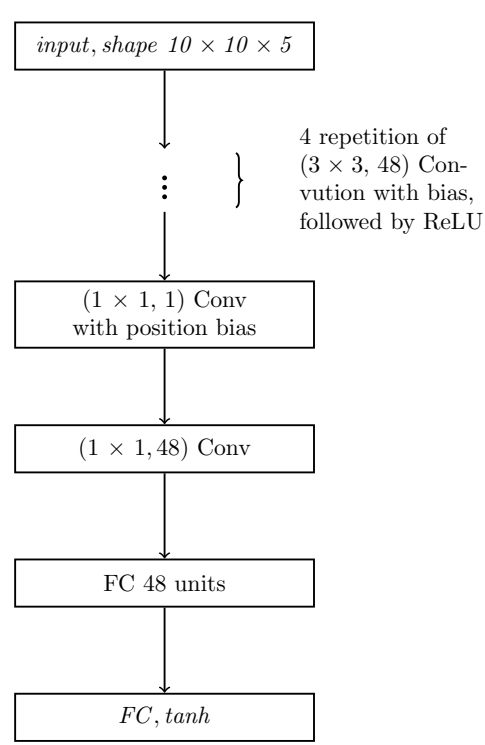 input, shape 10 × 10 × 5
4 repetition of
(3 × 3, 48) Con-
vution with bias,
followed by ReLU
(1 × 1, 1) Conv
with position bias
(1 × 1, 48) Conv
FC 48 units
FC, tanh